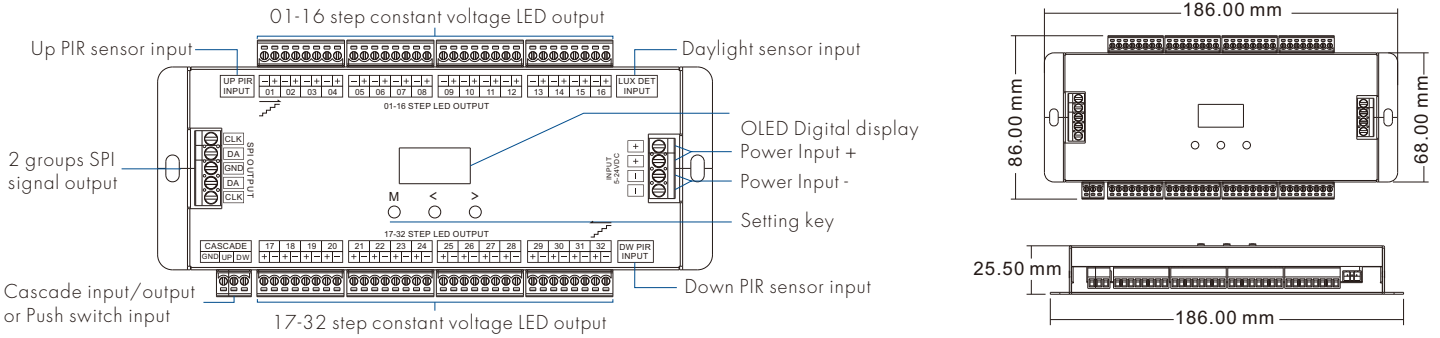 01-16 step constant voltage LED output
Up PIR sensor input
Daylight sensor input
UP PIR
INPUT
- + - + - + - +
01 02 03 04
- + - + - + - +
05 06 07 08
- + - + - + - +
09 10 11 12
- + - + - + - +
13 14 15 16
LUX DET
INPUT
01-16 STEP LED OUTPUT
2 groups SPI
signal output
CLK
DA
GND
DA
CLK
SPI OUTPUT
M < >
INPUT
5-24VDC
+
+
-
-
OLED Digital display
Power Input +
Power Input -
Setting key
17-32 STEP LED OUTPUT
CASCADE
GND UP DW
17 18 19 20
+ - + - + - + -
21 22 23 24
+ - + - + - + -
25 26 27 28
+ - + - + - + -
29 30 31 32
+ - + - + - + -
DW PIR
INPUT
Cascade input/output
or Push switch input
Down PIR sensor input
17-32 step constant voltage LED output
186.00 mm
86.00 mm
68.00 mm
25.50 mm
186.00 mm